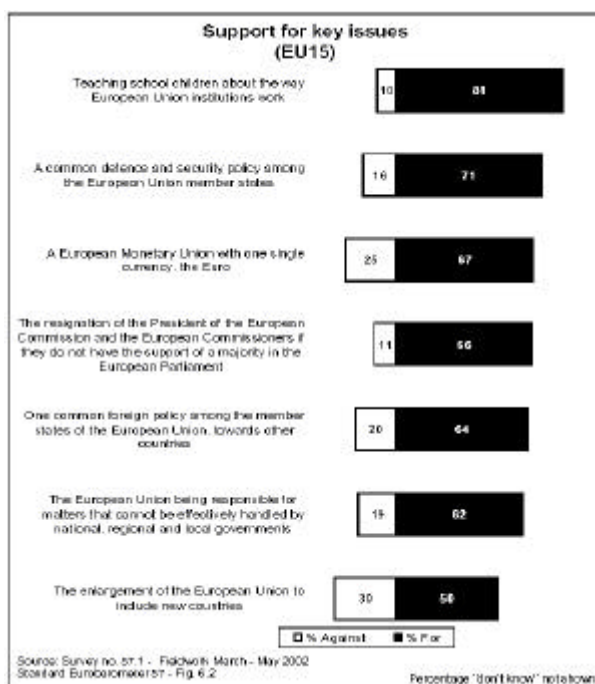 Support for key issues
(EU15)
Teaching school children about the way
European Union institutions work
10
81
A common defence and security policy among
the European Union member states
16
71
A European Monetary Union with one single
currency, the Euro
25
67
The resignation of the President of the European
Commission and the European Commissioners if
they do not have the support of a majority in the
European Parliament
11
66
One common foreign policy among the member
states of the European Union, towards other
countries
20
64
The European Union being responsible for
matters that cannot be effectively handled by
national, regional and local governments
19
62
The enlargement of the European Union to
include new countries
30
50
% Against
% For
Source: Survey no. 57.1 - Fieldwork March - May 2002
Standard Eurobarometer 57 - Fig. 6.2
Percentage "don't know" not shown